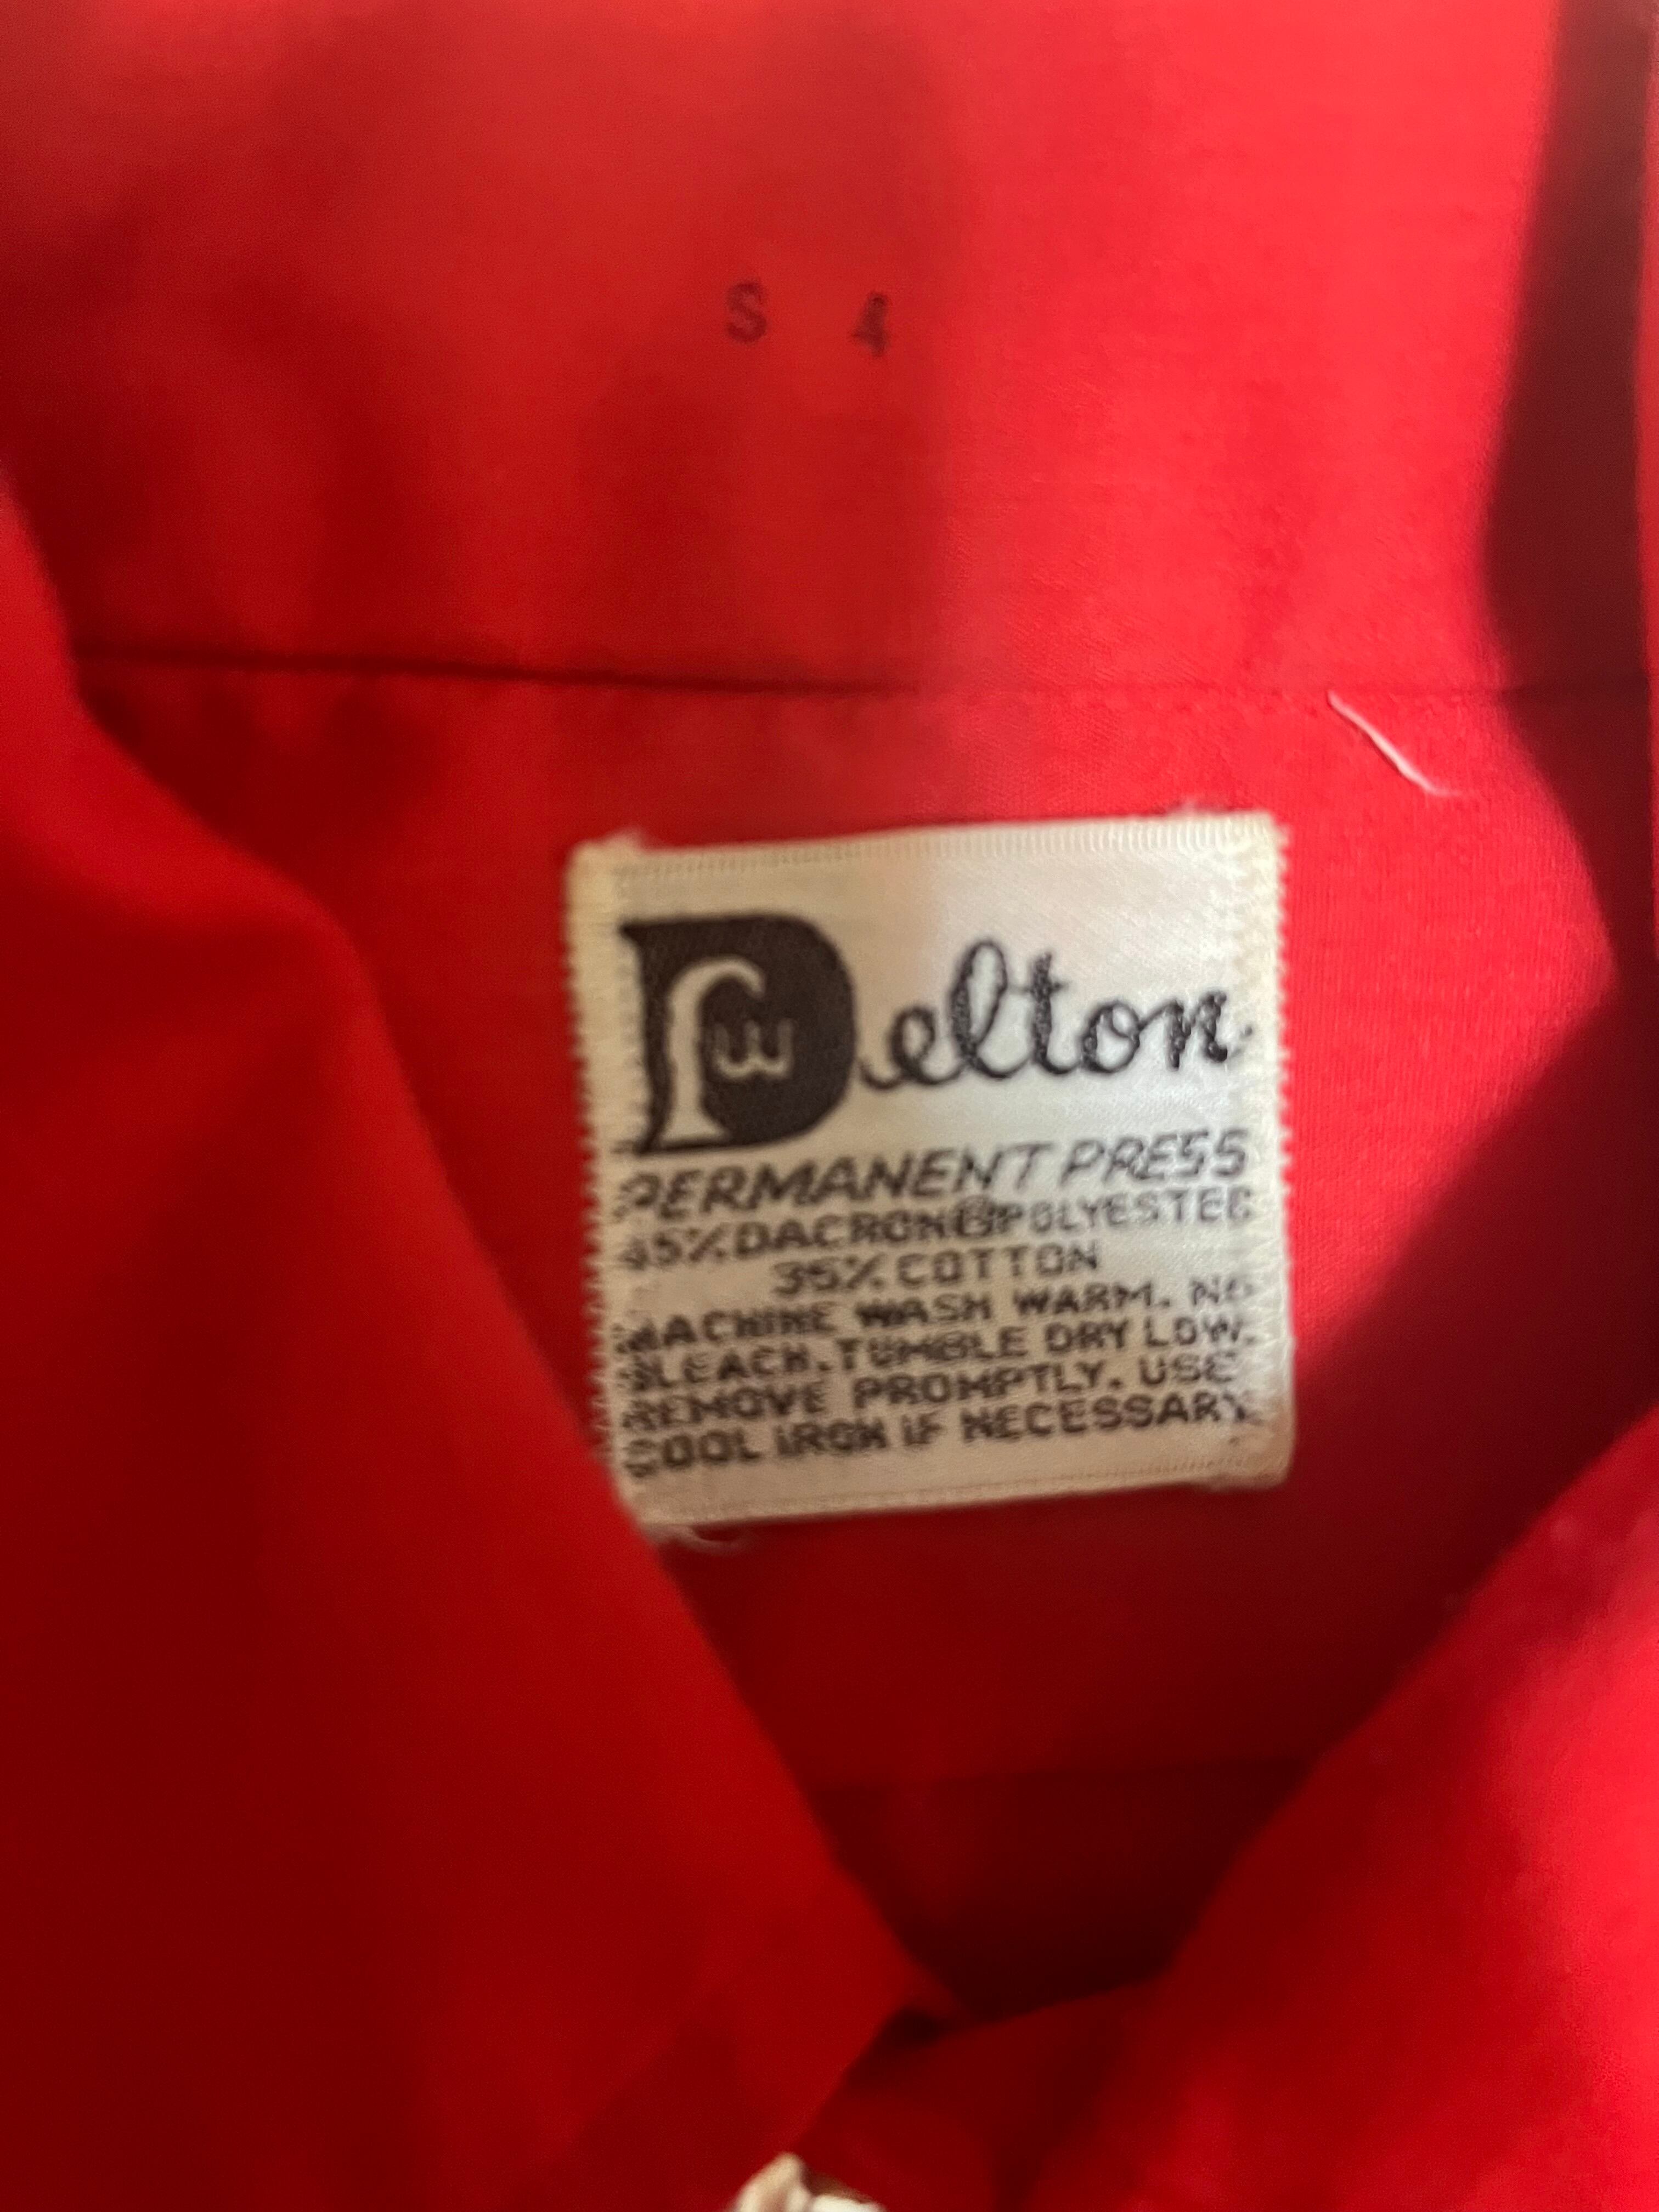 S 4
Delton
PERMANENT PRESS
65% DACRON® POLYESTER
35% COTTON
MACHINE WASH WARM. NO
BLEACH. TUMBLE DRY LOW.
REMOVE PROMPTLY. USE
COOL IRON IF NECESSARY